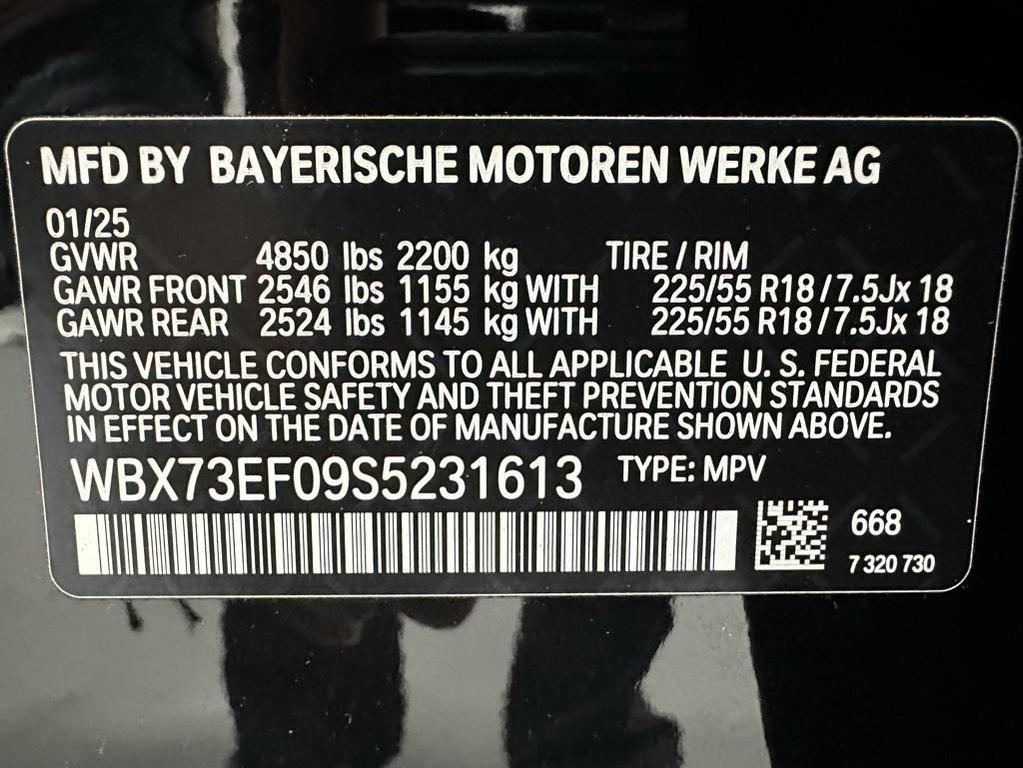 MFD BY BAYERISCHE MOTOREN WERKE AG
01/25
GVWR 4850 lbs 2200 kg TIRE / RIM
GAWR FRONT 2546 lbs 1155 kg WITH 225/55 R18 / 7.5Jx 18
GAWR REAR 2524 lbs 1145 kg WITH 225/55 R18 / 7.5Jx 18
THIS VEHICLE CONFORMS TO ALL APPLICABLE U. S. FEDERAL
MOTOR VEHICLE SAFETY AND THEFT PREVENTION STANDARDS
IN EFFECT ON THE DATE OF MANUFACTURE SHOWN ABOVE.
WBX73EF09S5231613 TYPE: MPV
668
7 320 730